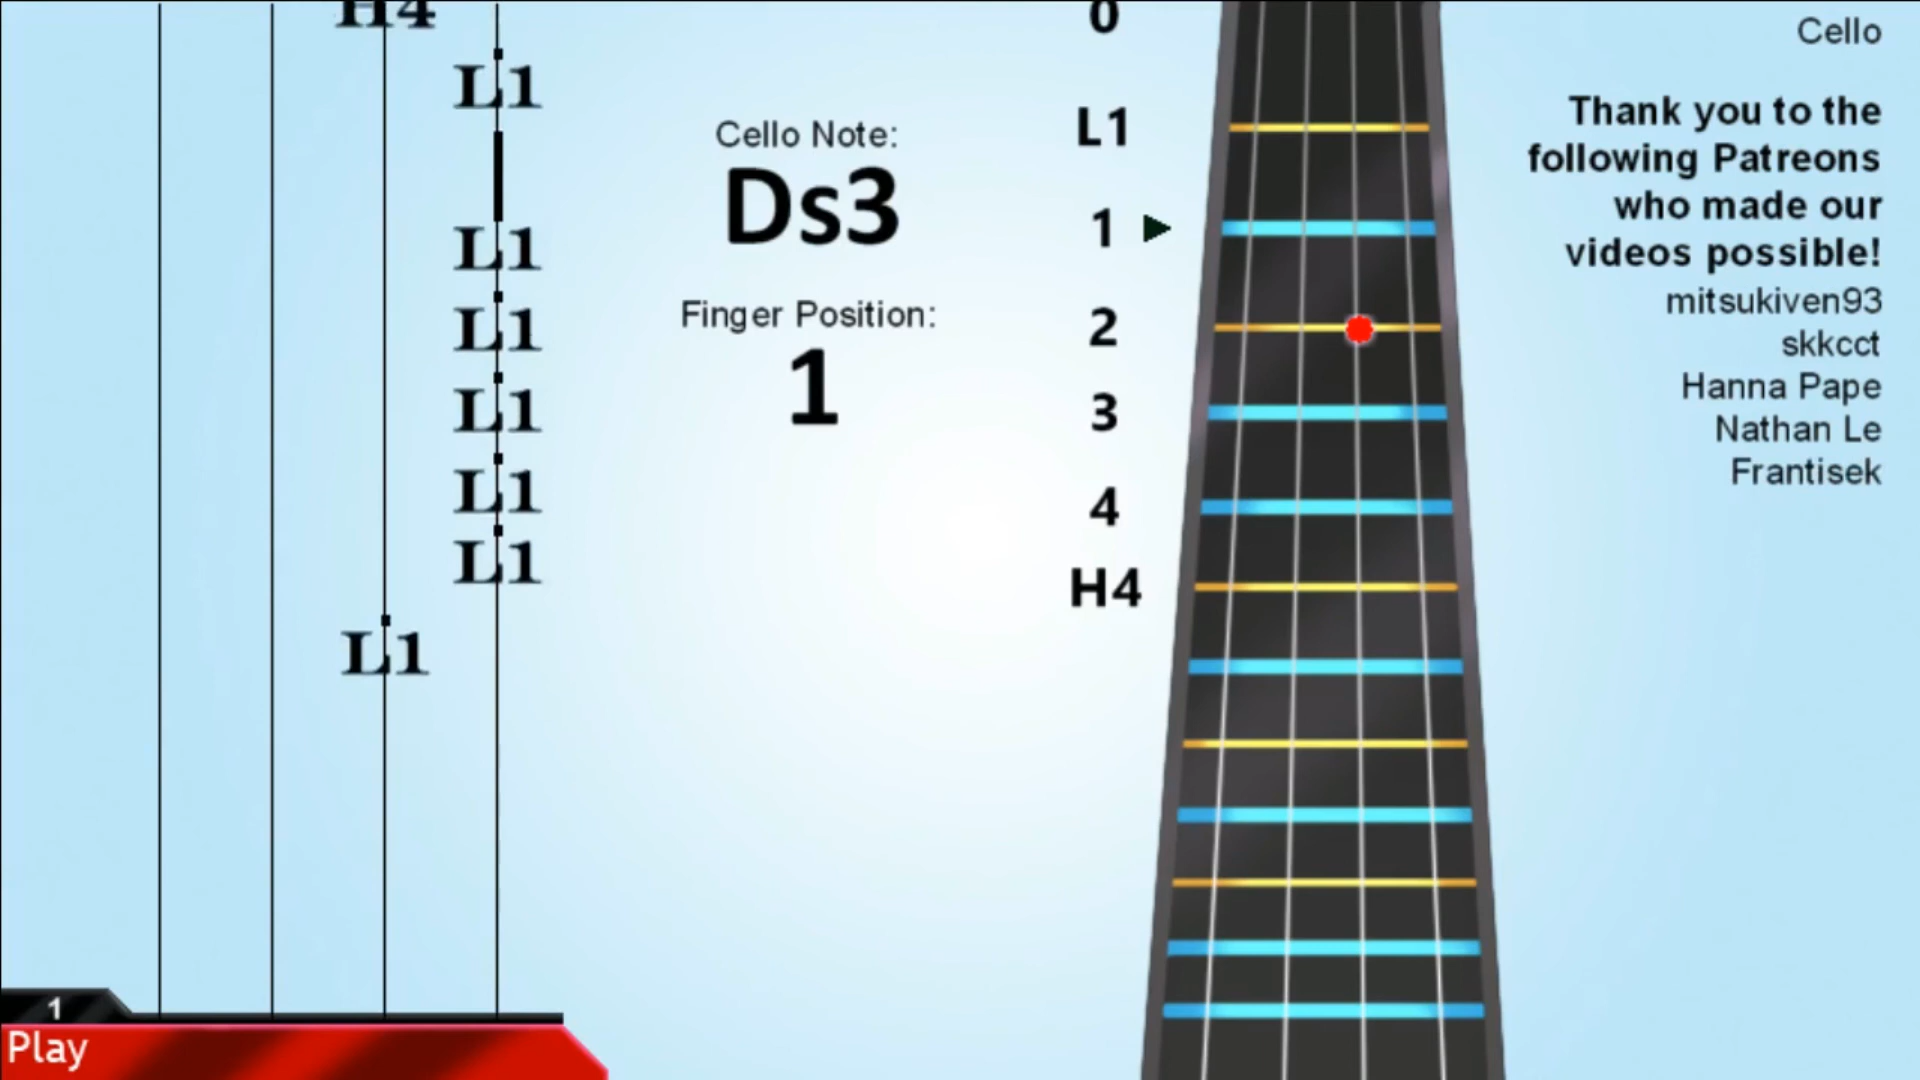 H4
L1
L1
L1
L1
L1
L1
L1
1
Play
Cello Note:
Ds3
Finger Position:
1
0
L1
1
2
3
4
H4
Cello
Thank you to the
following Patreons
who made our
videos possible!
mitsukiven93
skkcct
Hanna Pape
Nathan Le
Frantisek